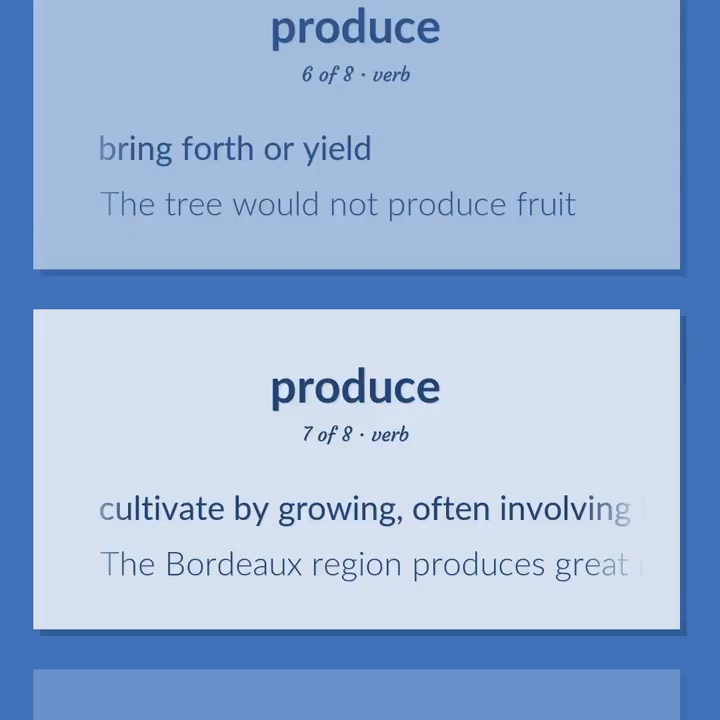 produce
6 of 8 · verb
bring forth or yield
The tree would not produce fruit
produce
7 of 8 · verb
cultivate by growing, often involving
The Bordeaux region produces great